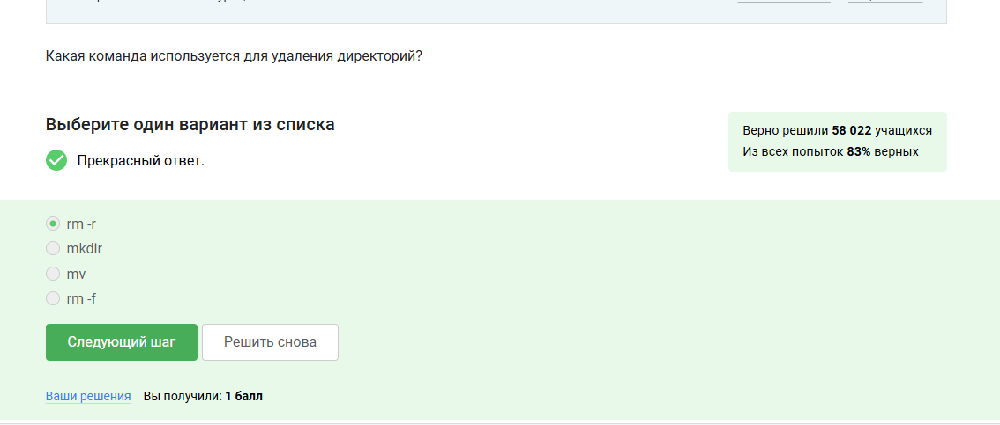 Какая команда используется для удаления директорий?
Выберите один вариант из списка
Прекрасный ответ.
Верно решили 58 022 учащихся
Из всех попыток 83% верных
rm -r
mkdir
mv
rm -f
Следующий шаг
Решить снова
Ваши решения Вы получили: 1 балл